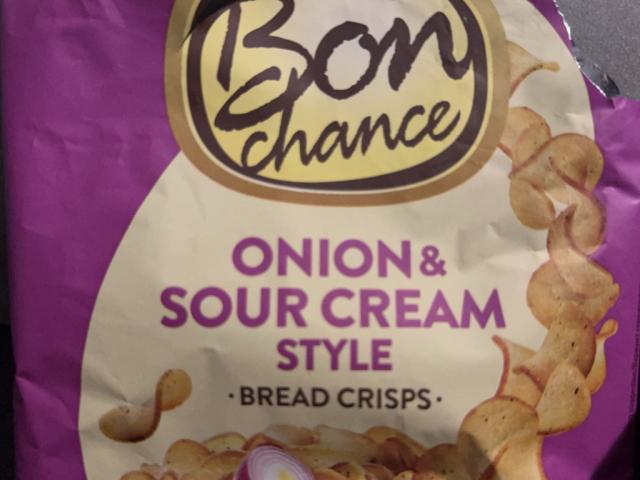 Bon
chance
ONION &
SOUR CREAM
STYLE
·BREAD CRISPS·